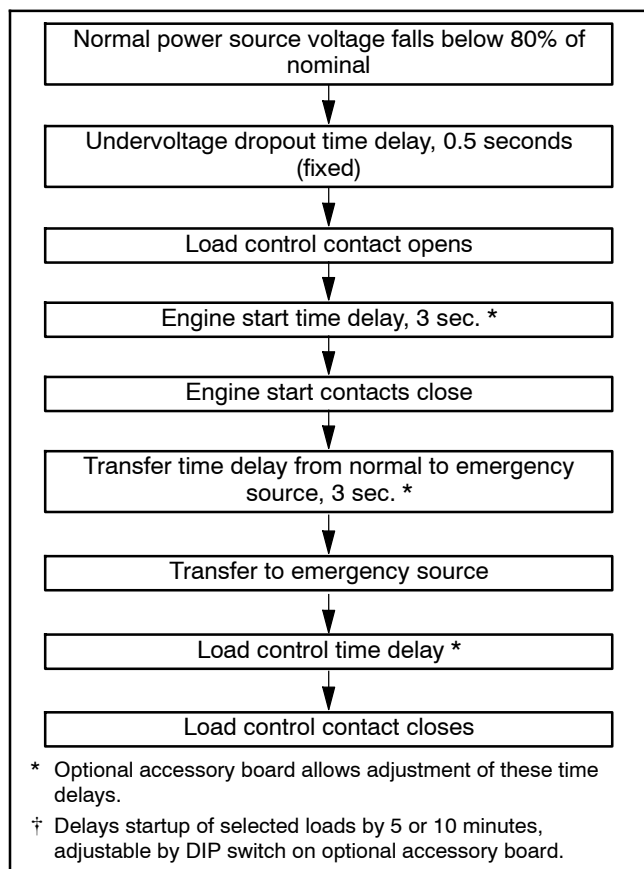 Normal power source voltage falls below 80% of
nominal
Undervoltage dropout time delay, 0.5 seconds
(fixed)
Load control contact opens
Engine start time delay, 3 sec. *
Engine start contacts close
Transfer time delay from normal to emergency
source, 3 sec. *
Transfer to emergency source
Load control time delay *
Load control contact closes
* Optional accessory board allows adjustment of these time
delays.
† Delays startup of selected loads by 5 or 10 minutes,
adjustable by DIP switch on optional accessory board.